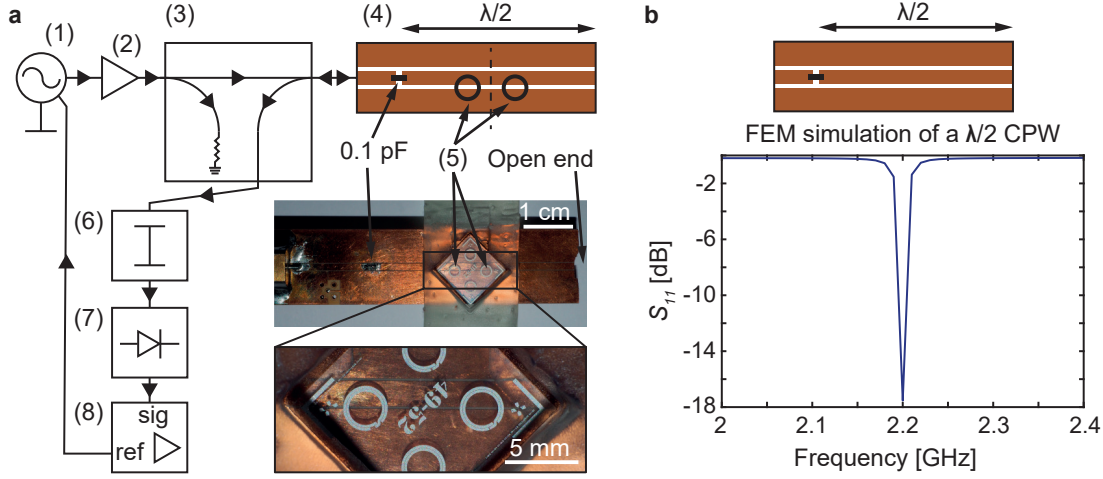 a
(1)
(2)
(3)
(4)
λ/2
0.1 pF
(5)
Open end
1 cm
(6)
(7)
(8)
sig
ref
49-52
5 mm
b
λ/2
FEM simulation of a λ/2 CPW
-2
-6
-10
-14
-18
2
2.1
2.2
2.3
2.4
S11 [dB]
Frequency [GHz]